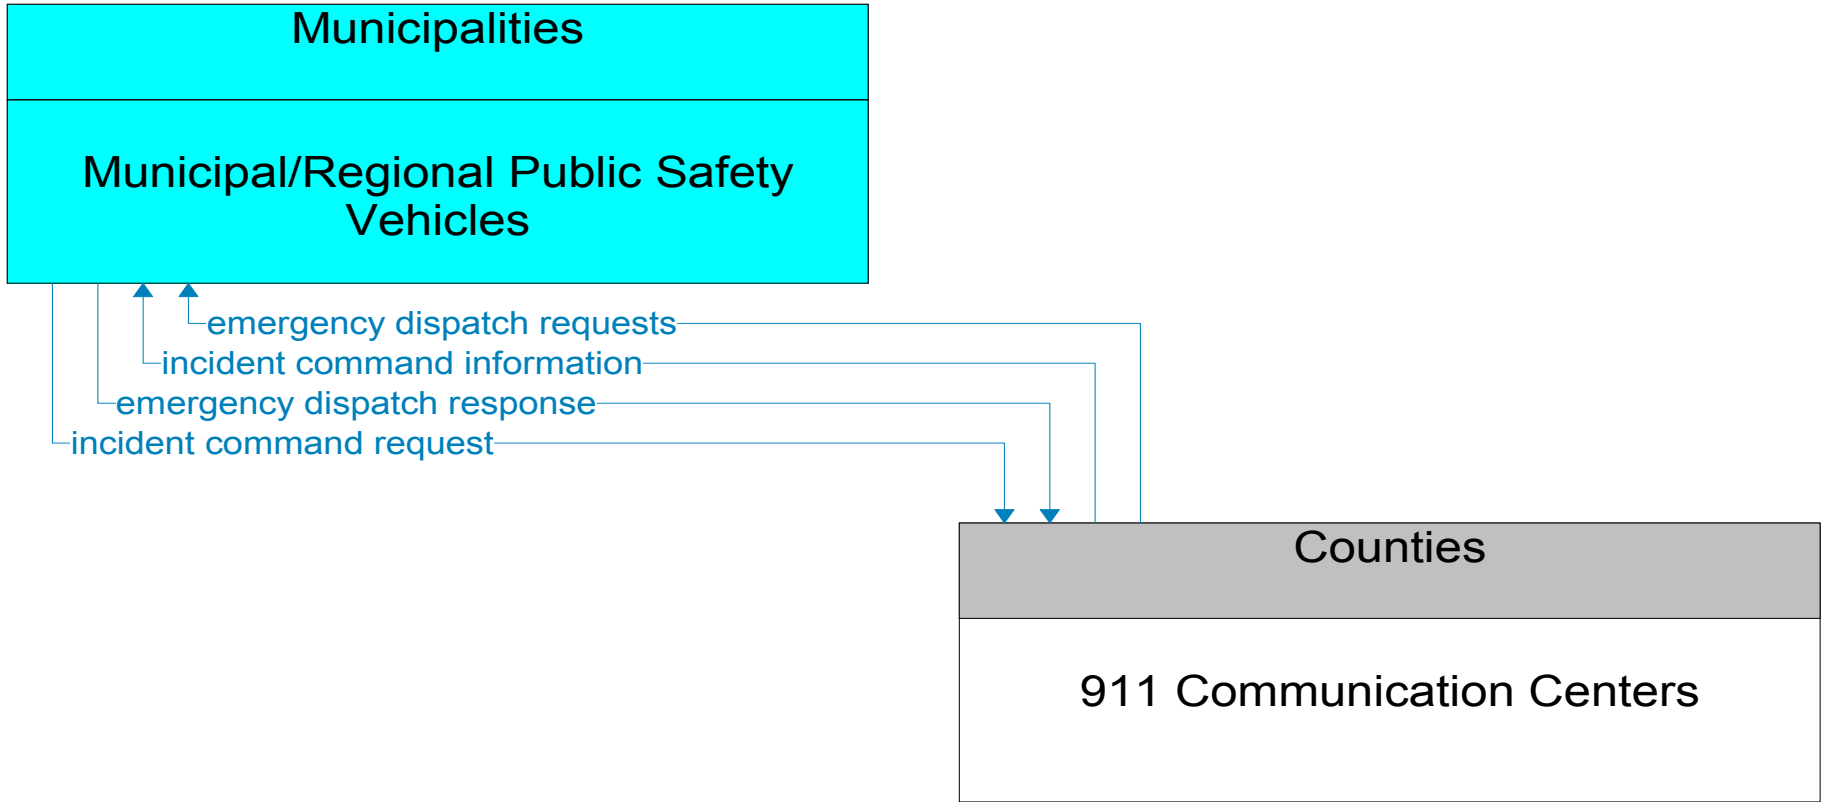 Municipalities
Municipal/Regional Public Safety
Vehicles
emergency dispatch requests
incident command information
emergency dispatch response
incident command request
Counties
911 Communication Centers